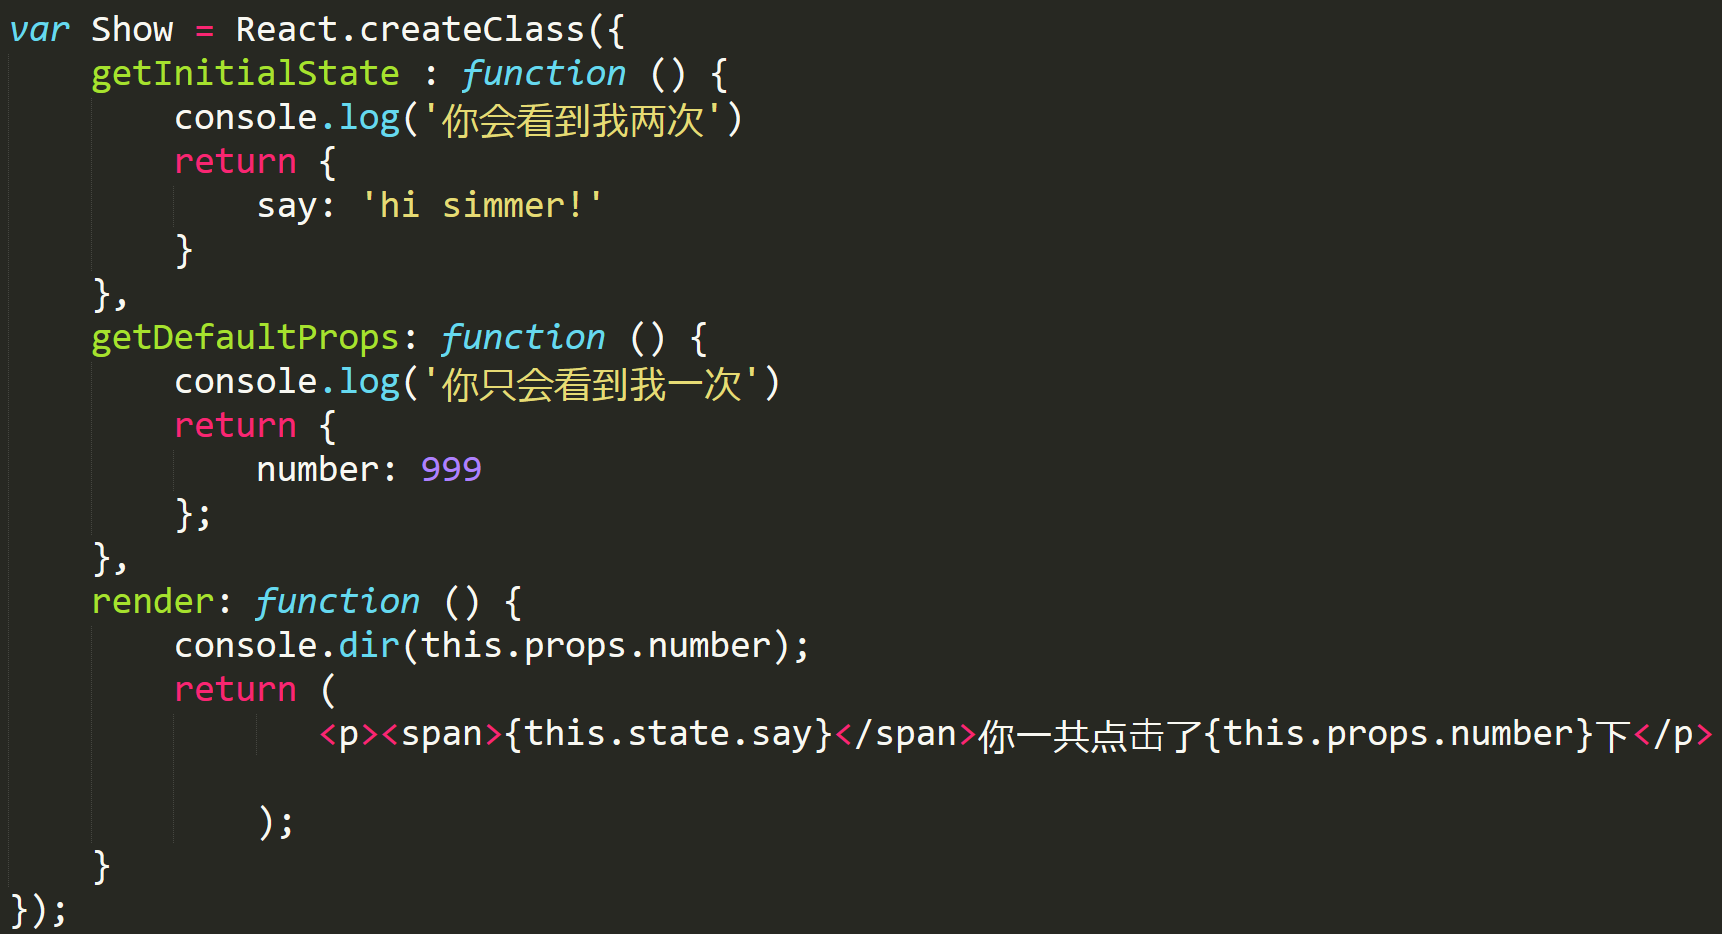 var Show = React.createClass({
    getInitialState : function () {
        console.log('你会看到我两次')
        return {
            say: 'hi simmer!'
        }
    },
    getDefaultProps: function () {
        console.log('你只会看到我一次')
        return {
            number: 999
        };
    },
    render: function () {
        console.dir(this.props.number);
        return (
               <p><span>{this.state.say}</span>你一共点击了{this.props.number}下</p>

            );
    }
});